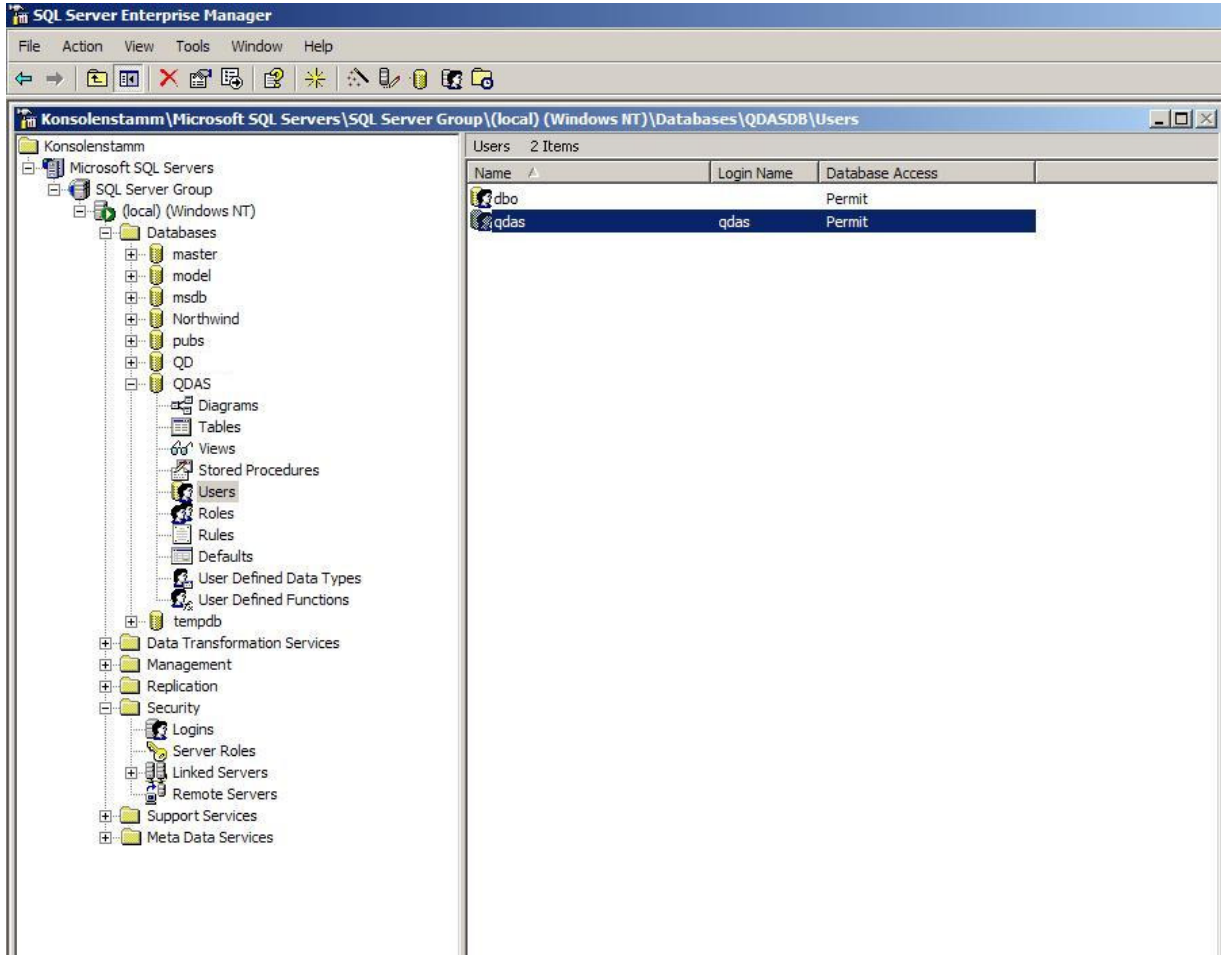 SQL Server Enterprise Manager
File Action View Tools Window Help
Konsolenstamm\Microsoft SQL Servers\SQL Server Group\(local) (Windows NT)\Databases\QDASDB\Users
Konsolenstamm
Microsoft SQL Servers
SQL Server Group
(local) (Windows NT)
Databases
master
model
msdb
Northwind
pubs
QD
QDAS
Diagrams
Tables
Views
Stored Procedures
Users
Roles
Rules
Defaults
User Defined Data Types
User Defined Functions
tempdb
Data Transformation Services
Management
Replication
Security
Logins
Server Roles
Linked Servers
Remote Servers
Support Services
Meta Data Services
Users 2 Items
Name Login Name Database Access
dbo Permit
qdas qdas Permit